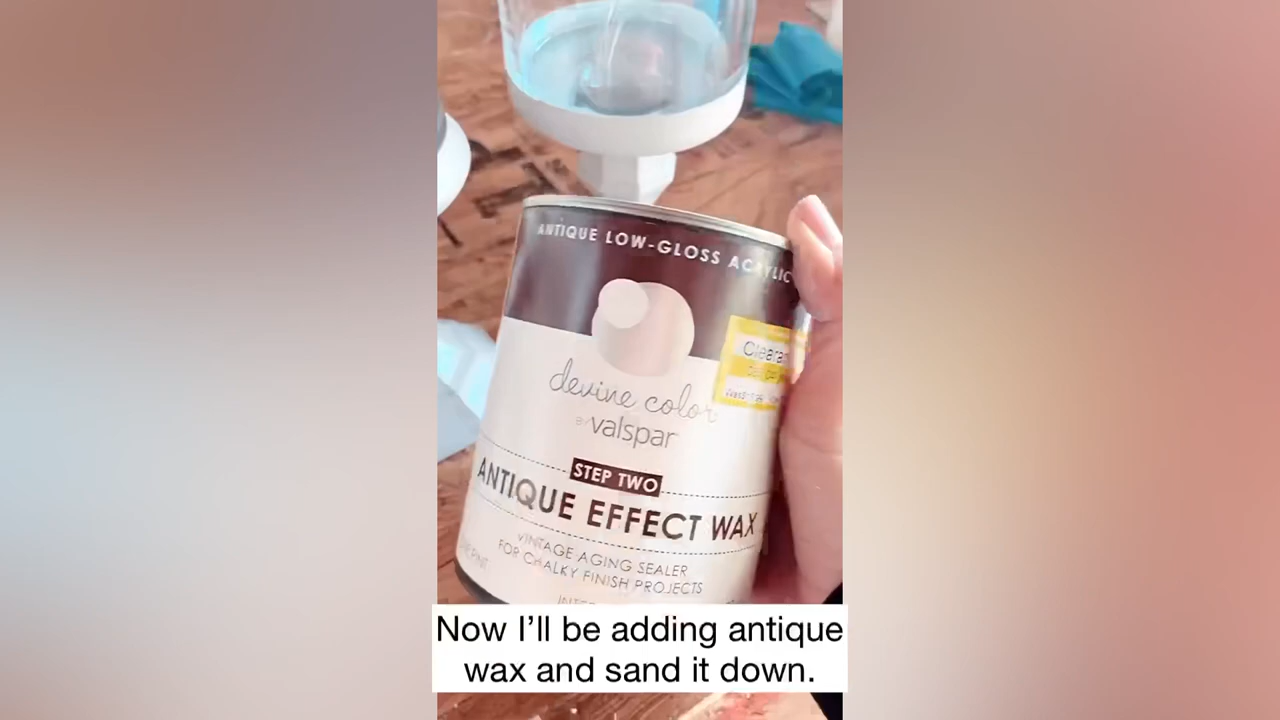 ANTIQUE LOW-GLOSS ACRYLIC
devine color
BY valspar
STEP TWO
ANTIQUE EFFECT WAX
VINTAGE AGING SEALER
FOR CHALKY FINISH PROJECTS
Now I’ll be adding antique
wax and sand it down.